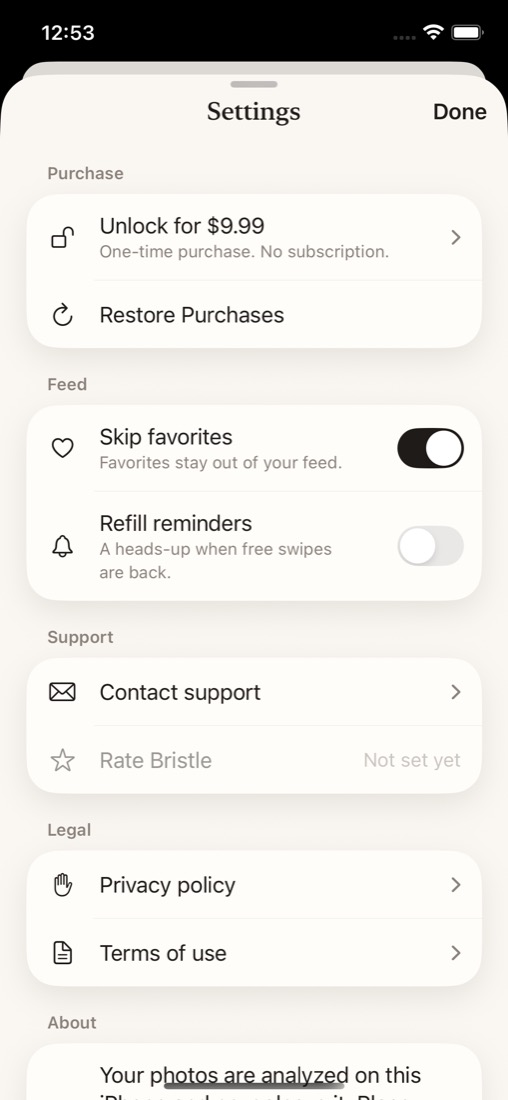 12:53
Settings
Done
Purchase
Unlock for $9.99
One-time purchase. No subscription.
Restore Purchases
Feed
Skip favorites
Favorites stay out of your feed.
Refill reminders
A heads-up when free swipes
are back.
Support
Contact support
Rate Bristle
Not set yet
Legal
Privacy policy
Terms of use
About
Your photos are analyzed on this